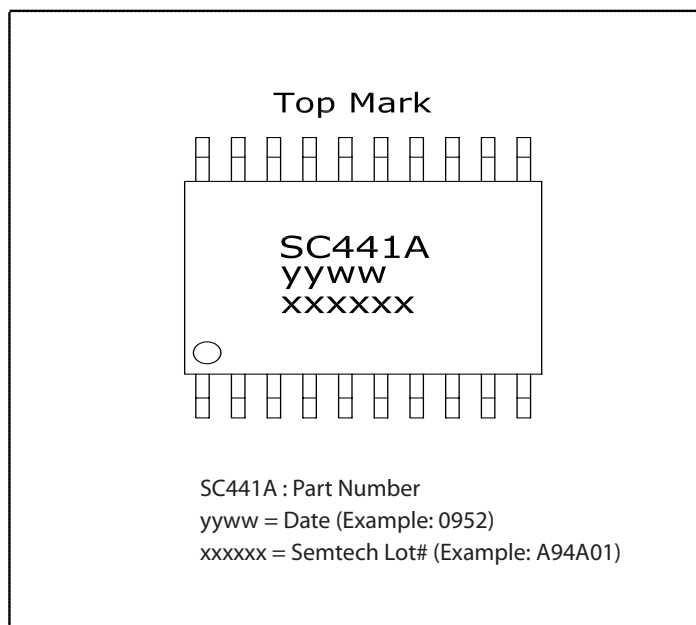 Top Mark
SC441A
yyww
xxxxxx
SC441A : Part Number
yyww = Date (Example: 0952)
xxxxxx = Semtech Lot# (Example: A94A01)